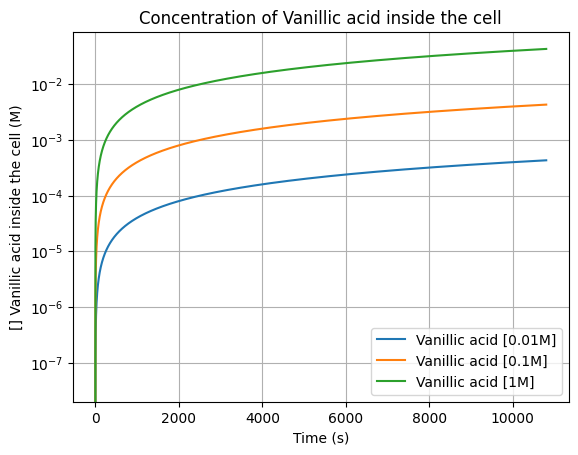 Concentration of Vanillic acid inside the cell
[] Vanillic acid inside the cell (M)
10⁻²
10⁻³
10⁻⁴
10⁻⁵
10⁻⁶
10⁻⁷
Vanillic acid [0.01M]
Vanillic acid [0.1M]
Vanillic acid [1M]
0
2000
4000
6000
8000
10000
Time (s)